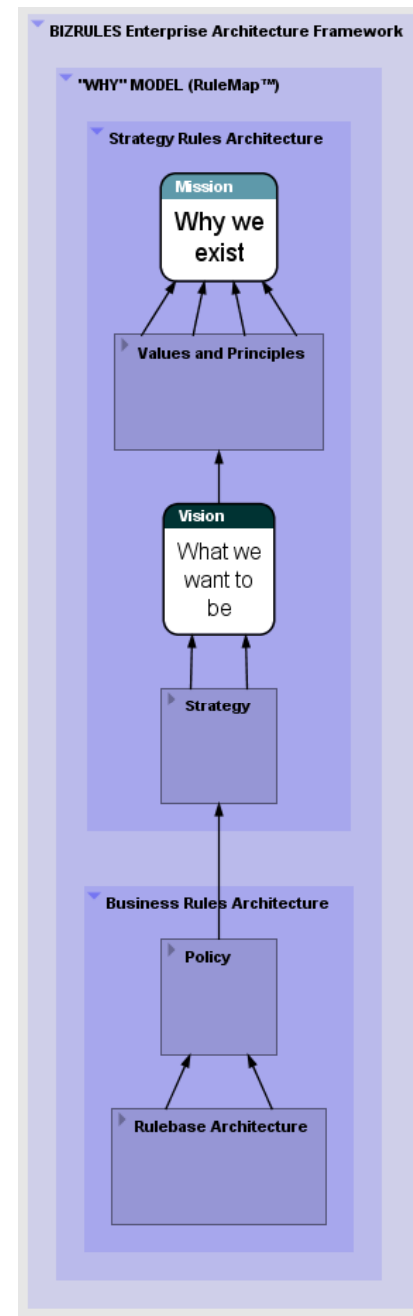 BIZRULES Enterprise Architecture Framework
"WHY" MODEL (RuleMap™)
Strategy Rules Architecture
Mission
Why we
exist
Values and Principles
Vision
What we
want to
be
Strategy
Business Rules Architecture
Policy
Rulebase Architecture